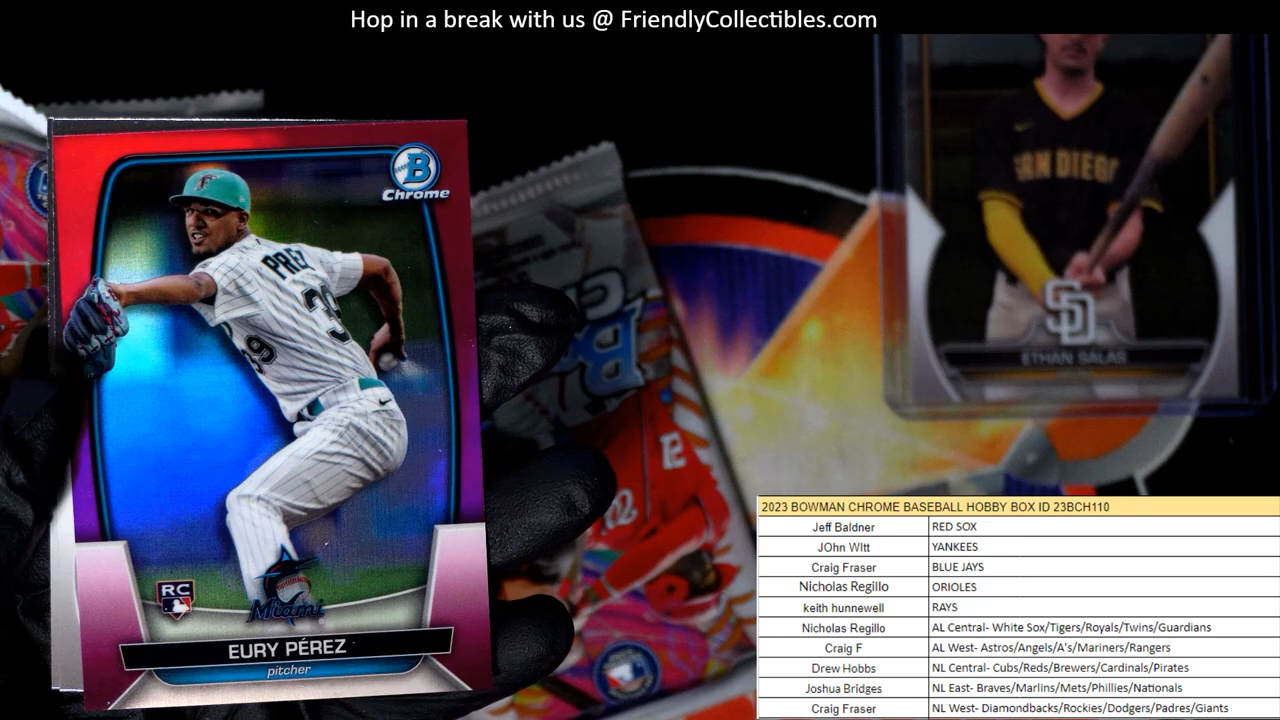 Hop in a break with us @ FriendlyCollectibles.com
B
Chrome
PREZ
39
39
RC
Miami
EURY PÉREZ
pitcher
SAN DIEGO
SD
ETHAN SALAS
B
12
2023 BOWMAN CHROME BASEBALL HOBBY BOX ID 23BCH110
Jeff Baldner RED SOX
JOhn WItt YANKEES
Craig Fraser BLUE JAYS
Nicholas Regillo ORIOLES
keith hunnewell RAYS
Nicholas Regillo AL Central- White Sox/Tigers/Royals/Twins/Guardians
Craig F AL West- Astros/Angels/A's/Mariners/Rangers
Drew Hobbs NL Central- Cubs/Reds/Brewers/Cardinals/Pirates
Joshua Bridges NL East- Braves/Marlins/Mets/Phillies/Nationals
Craig Fraser NL West- Diamondbacks/Rockies/Dodgers/Padres/Giants